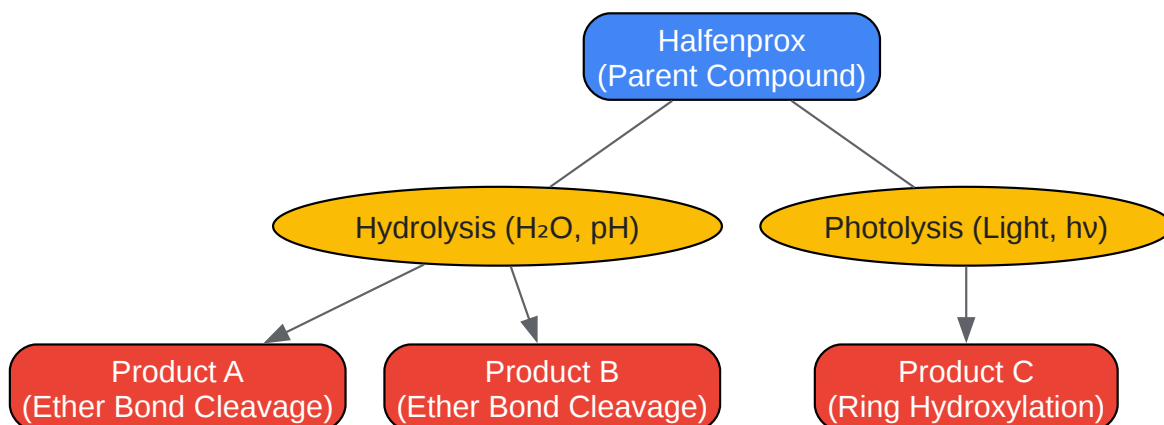 Halfenprox
(Parent Compound)
Hydrolysis (H₂O, pH)
Photolysis (Light, hν)
Product A
(Ether Bond Cleavage)
Product B
(Ether Bond Cleavage)
Product C
(Ring Hydroxylation)